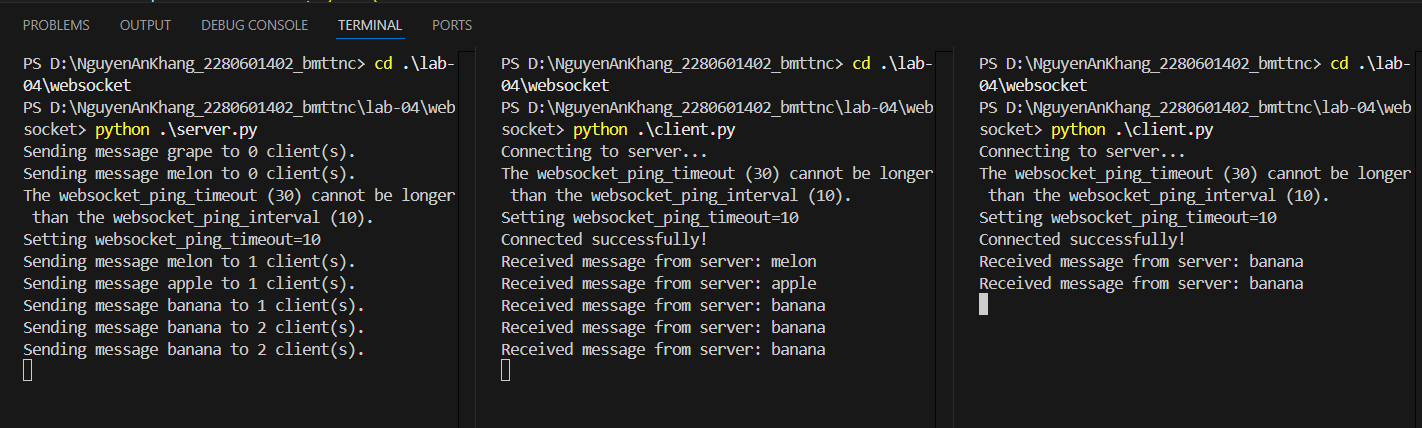 PROBLEMS OUTPUT DEBUG CONSOLE TERMINAL PORTS
PS D:\NguyenAnKhang_2280601402_bmttnc> cd .\lab-
04\websocket
PS D:\NguyenAnKhang_2280601402_bmttnc\lab-04\web
socket> python .\server.py
Sending message grape to 0 client(s).
Sending message melon to 0 client(s).
The websocket_ping_timeout (30) cannot be longer
than the websocket_ping_interval (10).
Setting websocket_ping_timeout=10
Sending message melon to 1 client(s).
Sending message apple to 1 client(s).
Sending message banana to 1 client(s).
Sending message banana to 2 client(s).
Sending message banana to 2 client(s).
PS D:\NguyenAnKhang_2280601402_bmttnc> cd .\lab-
04\websocket
PS D:\NguyenAnKhang_2280601402_bmttnc\lab-04\web
socket> python .\client.py
Connecting to server...
The websocket_ping_timeout (30) cannot be longer
than the websocket_ping_interval (10).
Setting websocket_ping_timeout=10
Connected successfully!
Received message from server: melon
Received message from server: apple
Received message from server: banana
Received message from server: banana
Received message from server: banana
PS D:\NguyenAnKhang_2280601402_bmttnc> cd .\lab-
04\websocket
PS D:\NguyenAnKhang_2280601402_bmttnc\lab-04\web
socket> python .\client.py
Connecting to server...
The websocket_ping_timeout (30) cannot be longer
than the websocket_ping_interval (10).
Setting websocket_ping_timeout=10
Connected successfully!
Received message from server: banana
Received message from server: banana